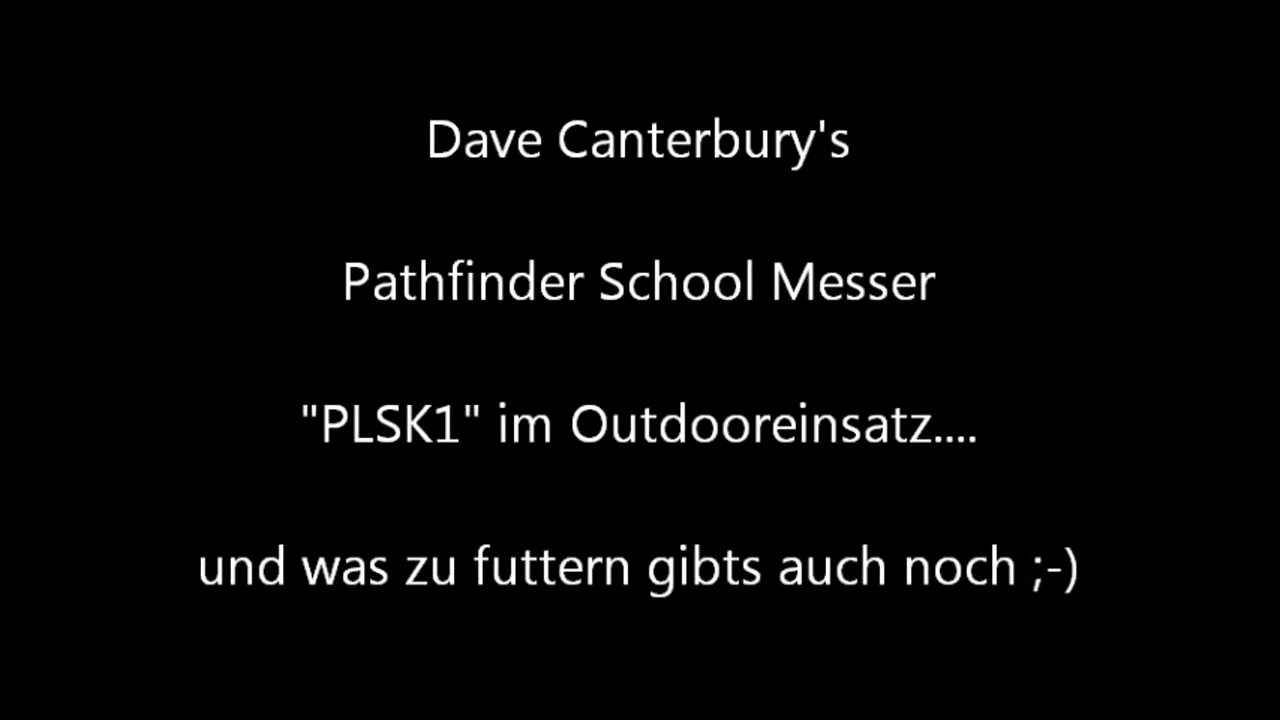 Dave Canterbury's
Pathfinder School Messer
"PLSK1" im Outdooreinsatz....
und was zu futtern gibts auch noch ;-)